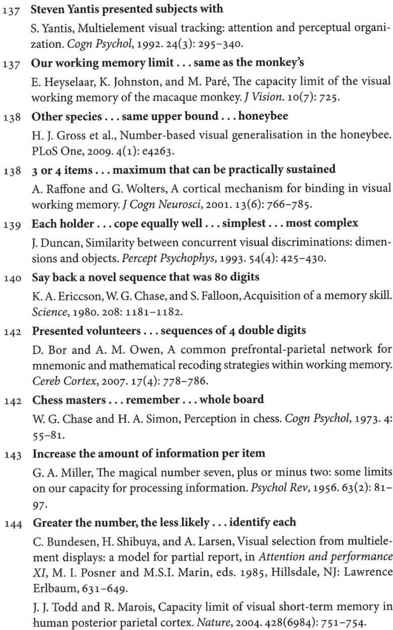 137 Steven Yantis presented subjects with
S. Yantis, Multielement visual tracking: attention and perceptual organi-
zation. Cogn Psychol, 1992. 24(3): 295–340.
137 Our working memory limit . . . same as the monkey's
E. Heyselaar, K. Johnston, and M. Paré, The capacity limit of the visual
working memory of the macaque monkey. J Vision. 10(7): 725.
138 Other species . . . same upper bound . . . honeybee
H. J. Gross et al., Number-based visual generalisation in the honeybee.
PLoS One, 2009. 4(1): e4263.
138 3 or 4 items . . . maximum that can be practically sustained
A. Raffone and G. Wolters, A cortical mechanism for binding in visual
working memory. J Cogn Neurosci, 2001. 13(6): 766–785.
139 Each holder . . . cope equally well . . . simplest . . . most complex
J. Duncan, Similarity between concurrent visual discriminations: dimen-
sions and objects. Percept Psychophys, 1993. 54(4): 425–430.
140 Say back a novel sequence that was 80 digits
K. A. Ericcson, W. G. Chase, and S. Falloon, Acquisition of a memory skill.
Science, 1980. 208: 1181–1182.
142 Presented volunteers . . . sequences of 4 double digits
D. Bor and A. M. Owen, A common prefrontal-parietal network for
mnemonic and mathematical recoding strategies within working memory.
Cereb Cortex, 2007. 17(4): 778–786.
142 Chess masters . . . remember . . . whole board
W. G. Chase and H. A. Simon, Perception in chess. Cogn Psychol, 1973. 4:
55–81.
143 Increase the amount of information per item
G. A. Miller, The magical number seven, plus or minus two: some limits
on our capacity for processing information. Psychol Rev, 1956. 63(2): 81–
97.
144 Greater the number, the less likely . . . identify each
C. Bundesen, H. Shibuya, and A. Larsen, Visual selection from multiele-
ment displays: a model for partial report, in Attention and performance
XI, M. I. Posner and M.S.I. Marin, eds. 1985, Hillsdale, NJ: Lawrence
Erlbaum, 631–649.
J. J. Todd and R. Marois, Capacity limit of visual short-term memory in
human posterior parietal cortex. Nature, 2004. 428(6984): 751–754.